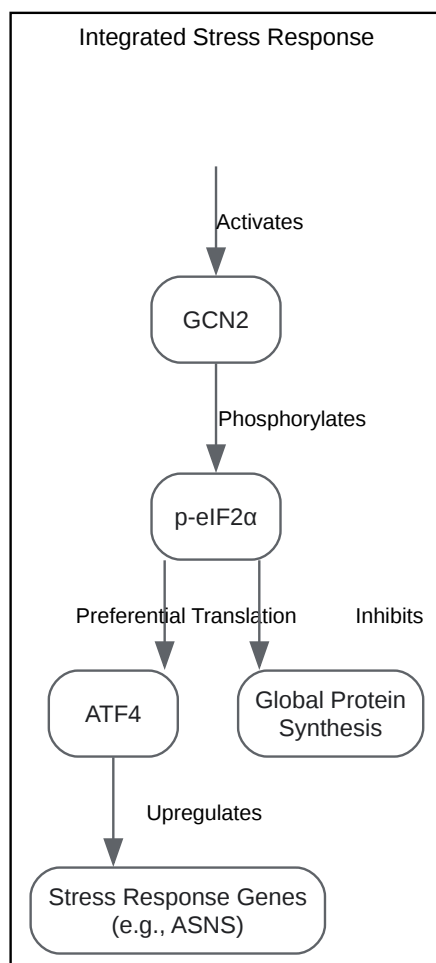 Integrated Stress Response
Activates
GCN2
Phosphorylates
p-eIF2α
Preferential Translation
Inhibits
ATF4
Global Protein
Synthesis
Upregulates
Stress Response Genes
(e.g., ASNS)